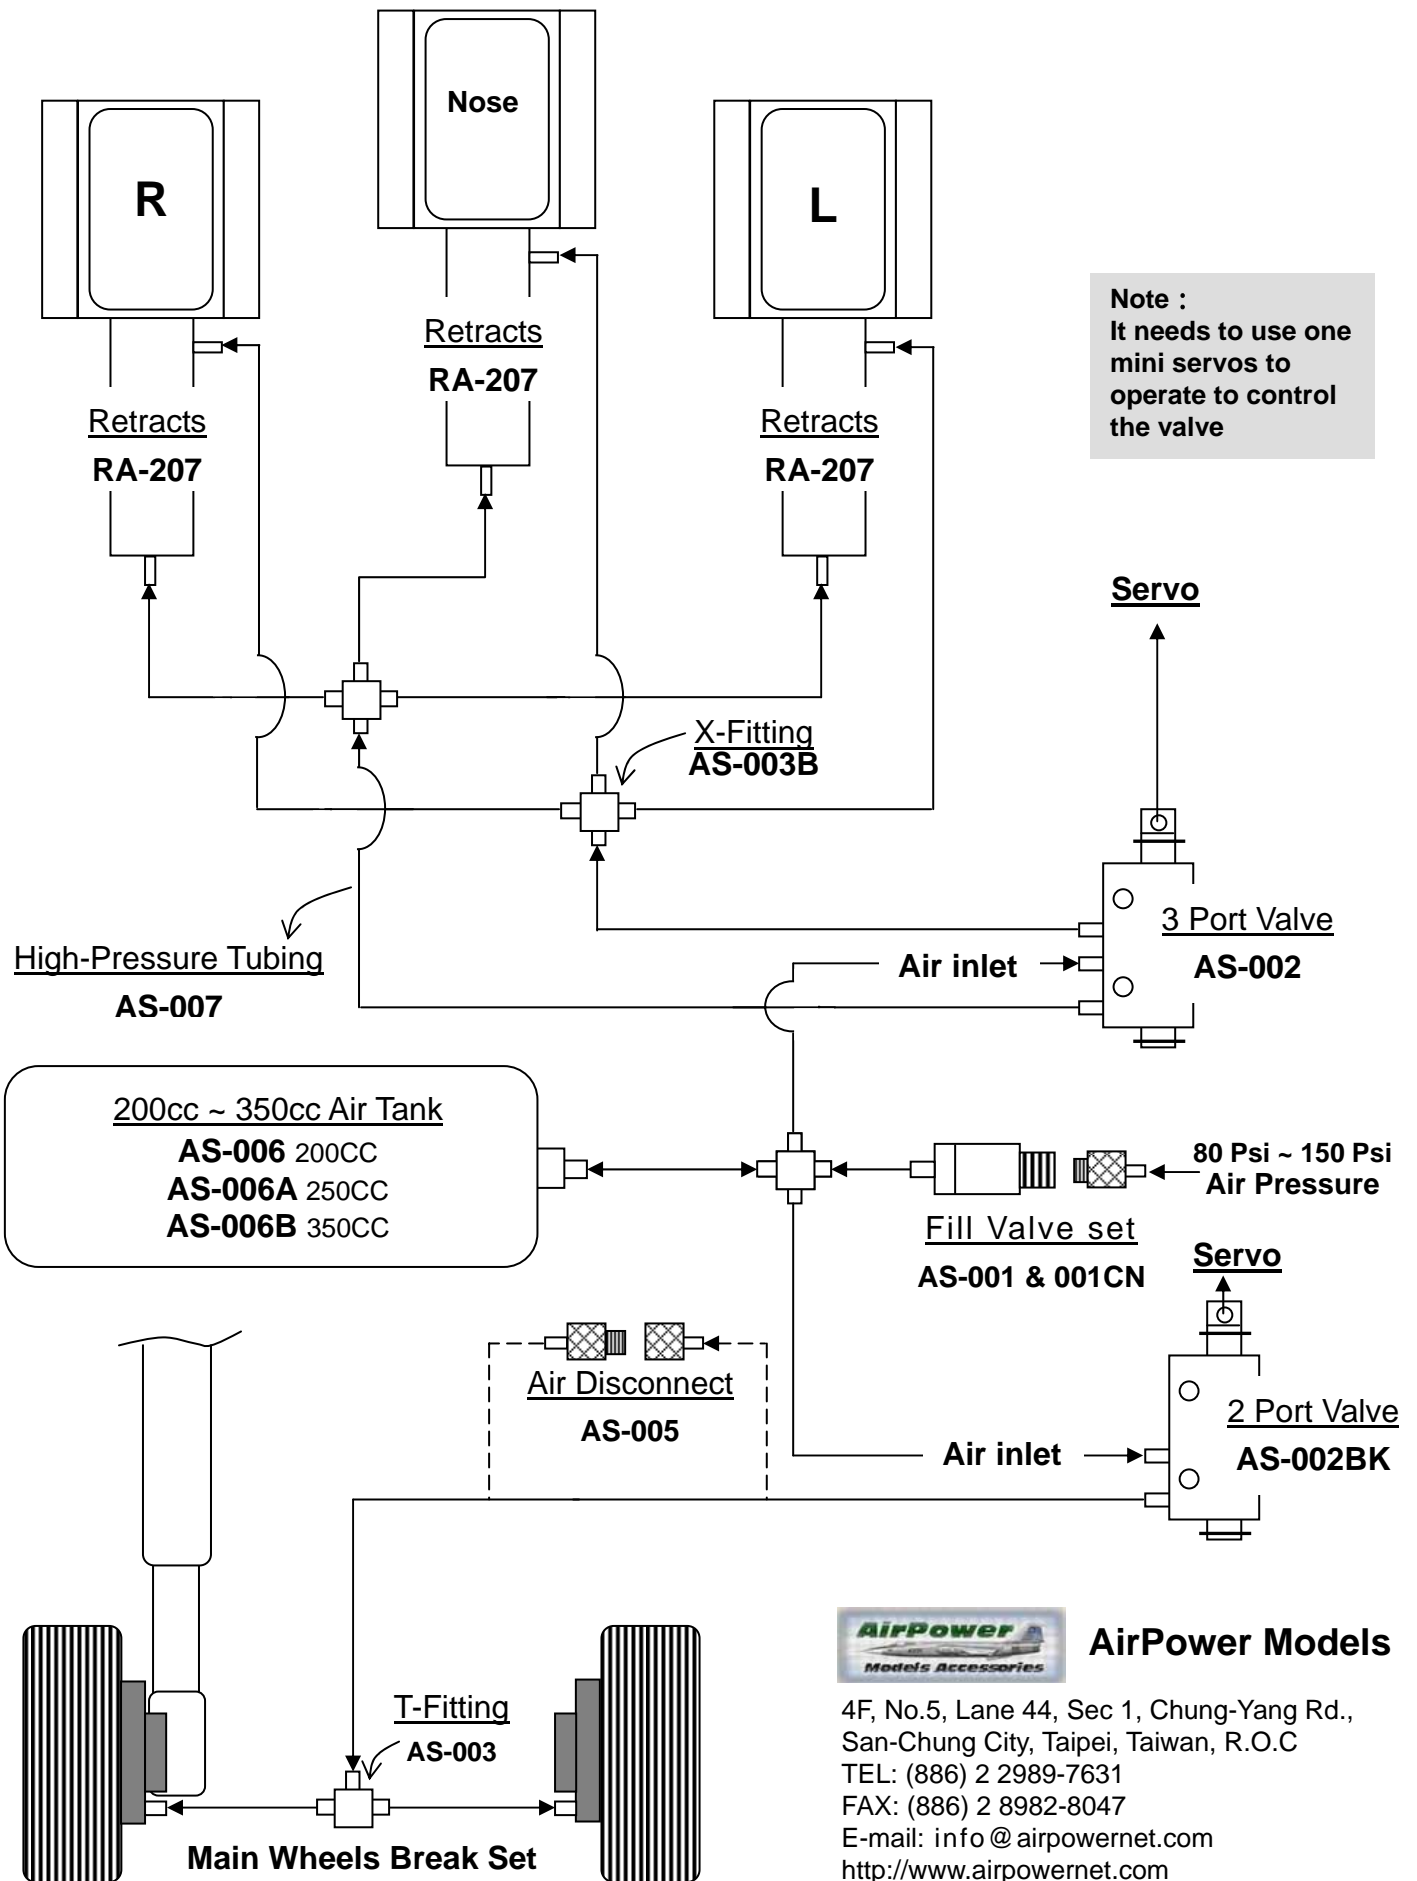 Nose
R
L
Retracts
RA-207
Retracts
RA-207
Retracts
RA-207
Note :
It needs to use one
mini servos to
operate to control
the valve
Servo
X-Fitting
AS-003B
3 Port Valve
AS-002
Air inlet
High-Pressure Tubing
AS-007
200cc ~ 350cc Air Tank
AS-006 200CC
AS-006A 250CC
AS-006B 350CC
80 Psi ~ 150 Psi
Air Pressure
Fill Valve set
AS-001 & 001CN
Servo
Air Disconnect
AS-005
2 Port Valve
AS-002BK
Air inlet
T-Fitting
AS-003
Main Wheels Break Set
AirPower
Models Accessories
AirPower Models
4F, No.5, Lane 44, Sec 1, Chung-Yang Rd.,
San-Chung City, Taipei, Taiwan, R.O.C
TEL: (886) 2 2989-7631
FAX: (886) 2 8982-8047
E-mail: info@airpowernet.com
http://www.airpowernet.com